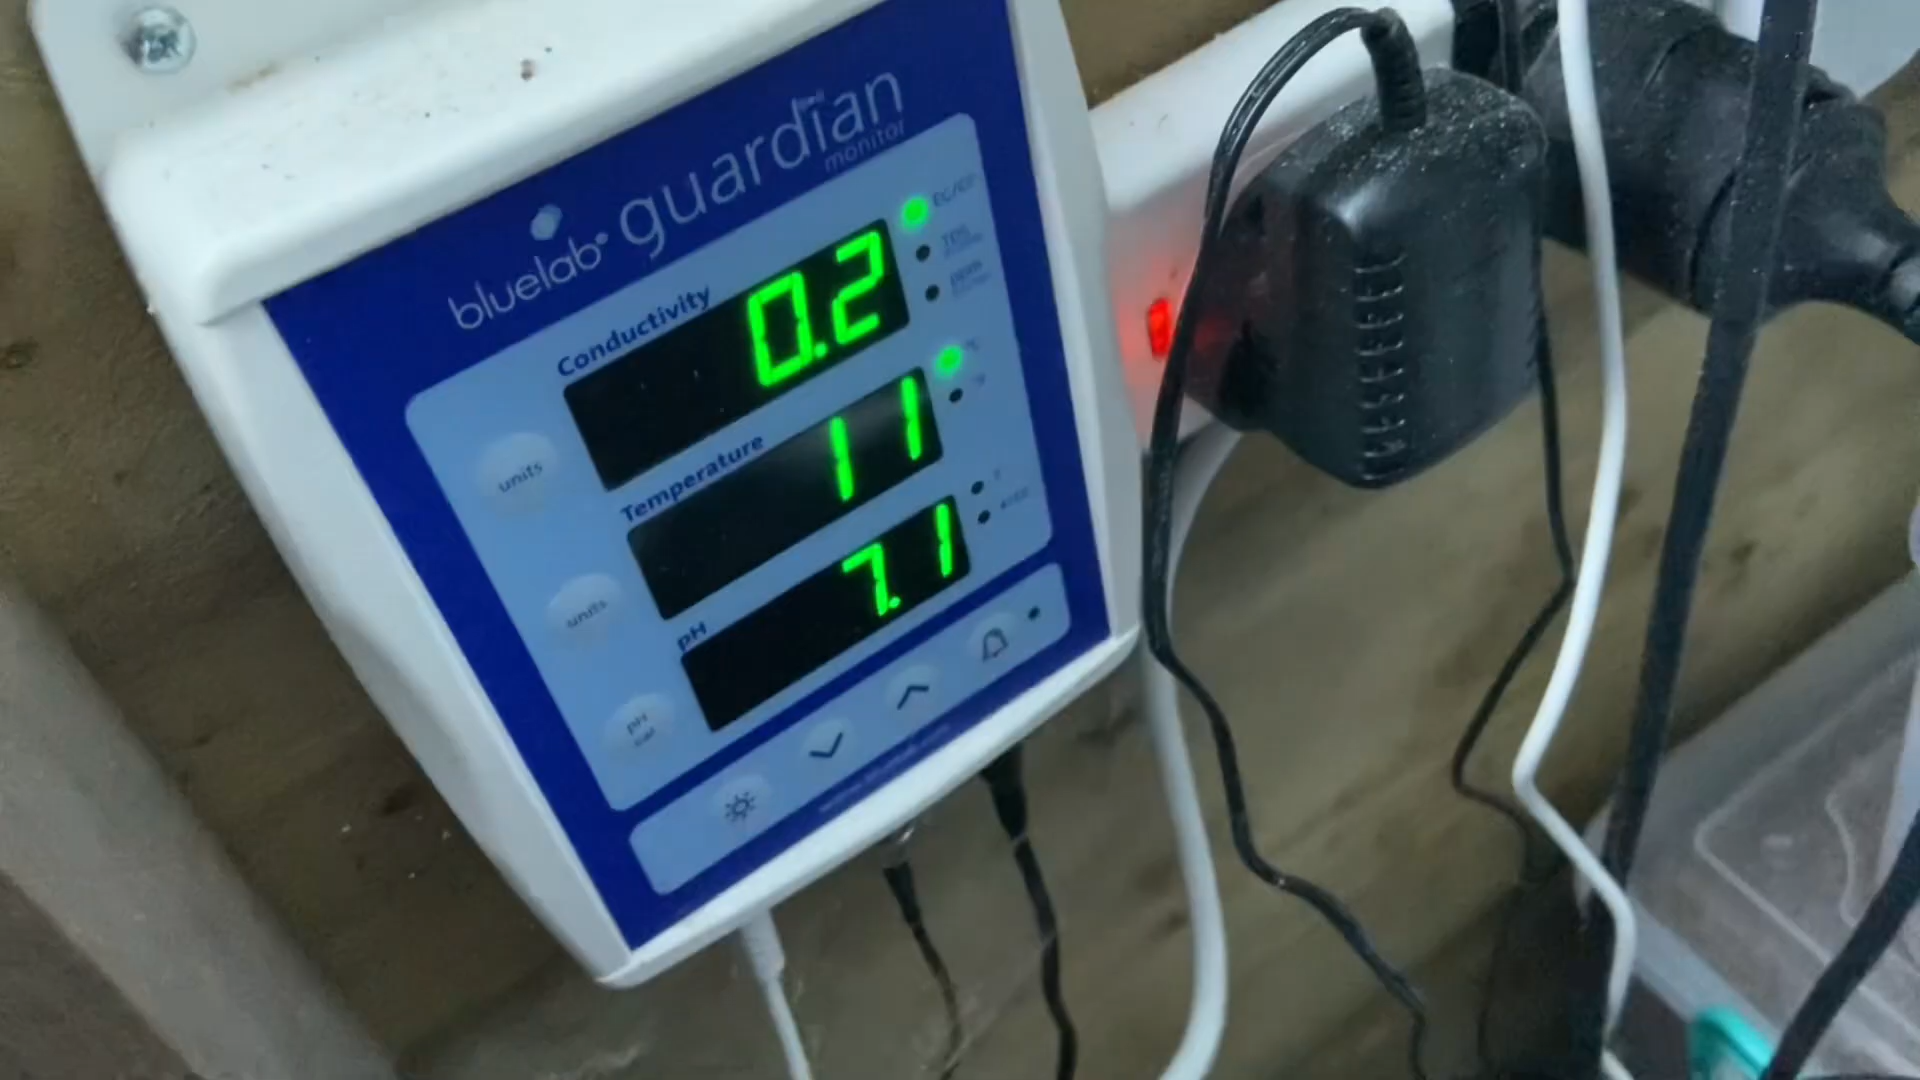 bluelab® guardian
monitor
Conductivity
0.2
EC/CF
TDS
ppm
units
Temperature
11
°C
°F
units
pH
7.1
pH
cal